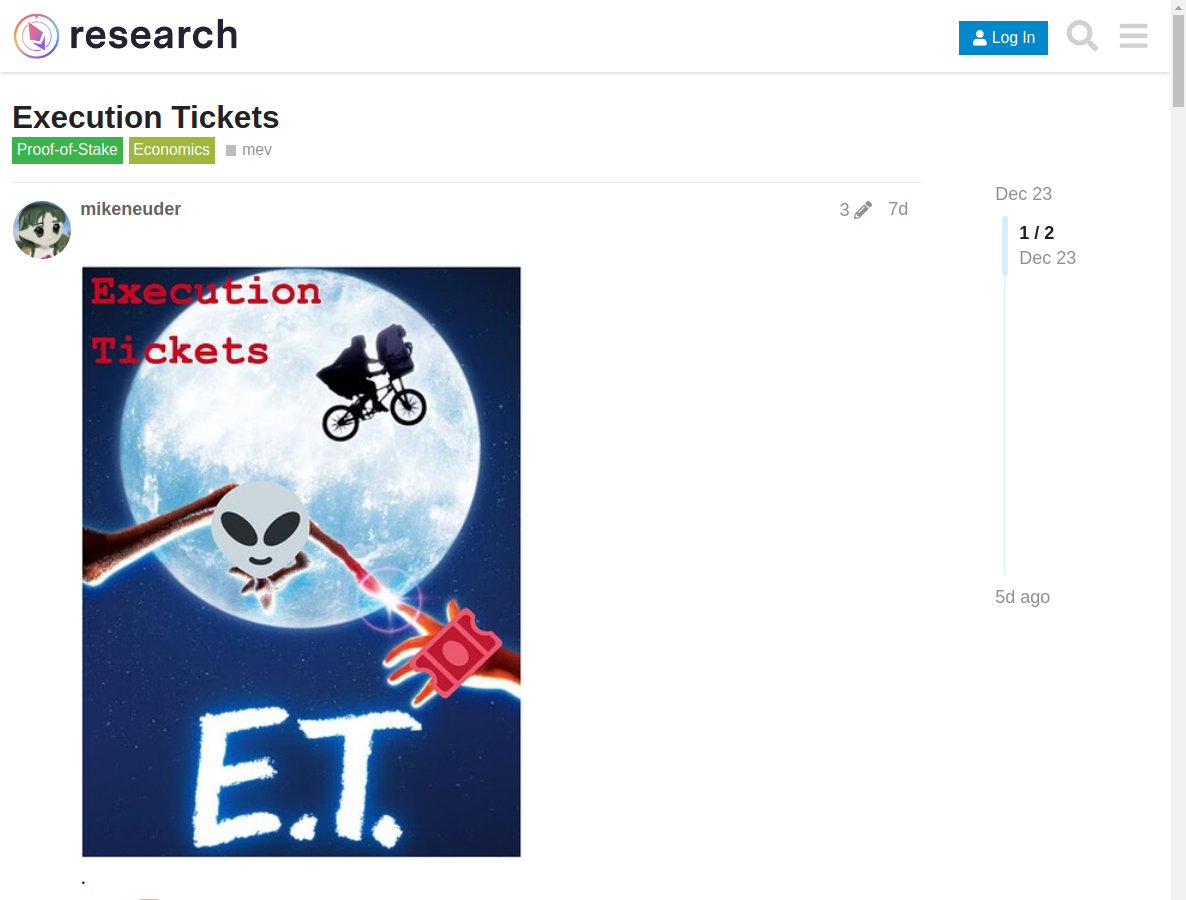 research
Log In
Execution Tickets
Proof-of-Stake Economics mev
mikeneuder
3 7d
Dec 23
1 / 2
Dec 23
5d ago
Execution
Tickets
E.T.
.